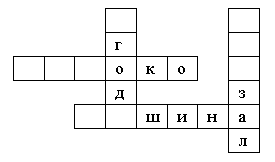 г
о к о
д з
ш и н а
л